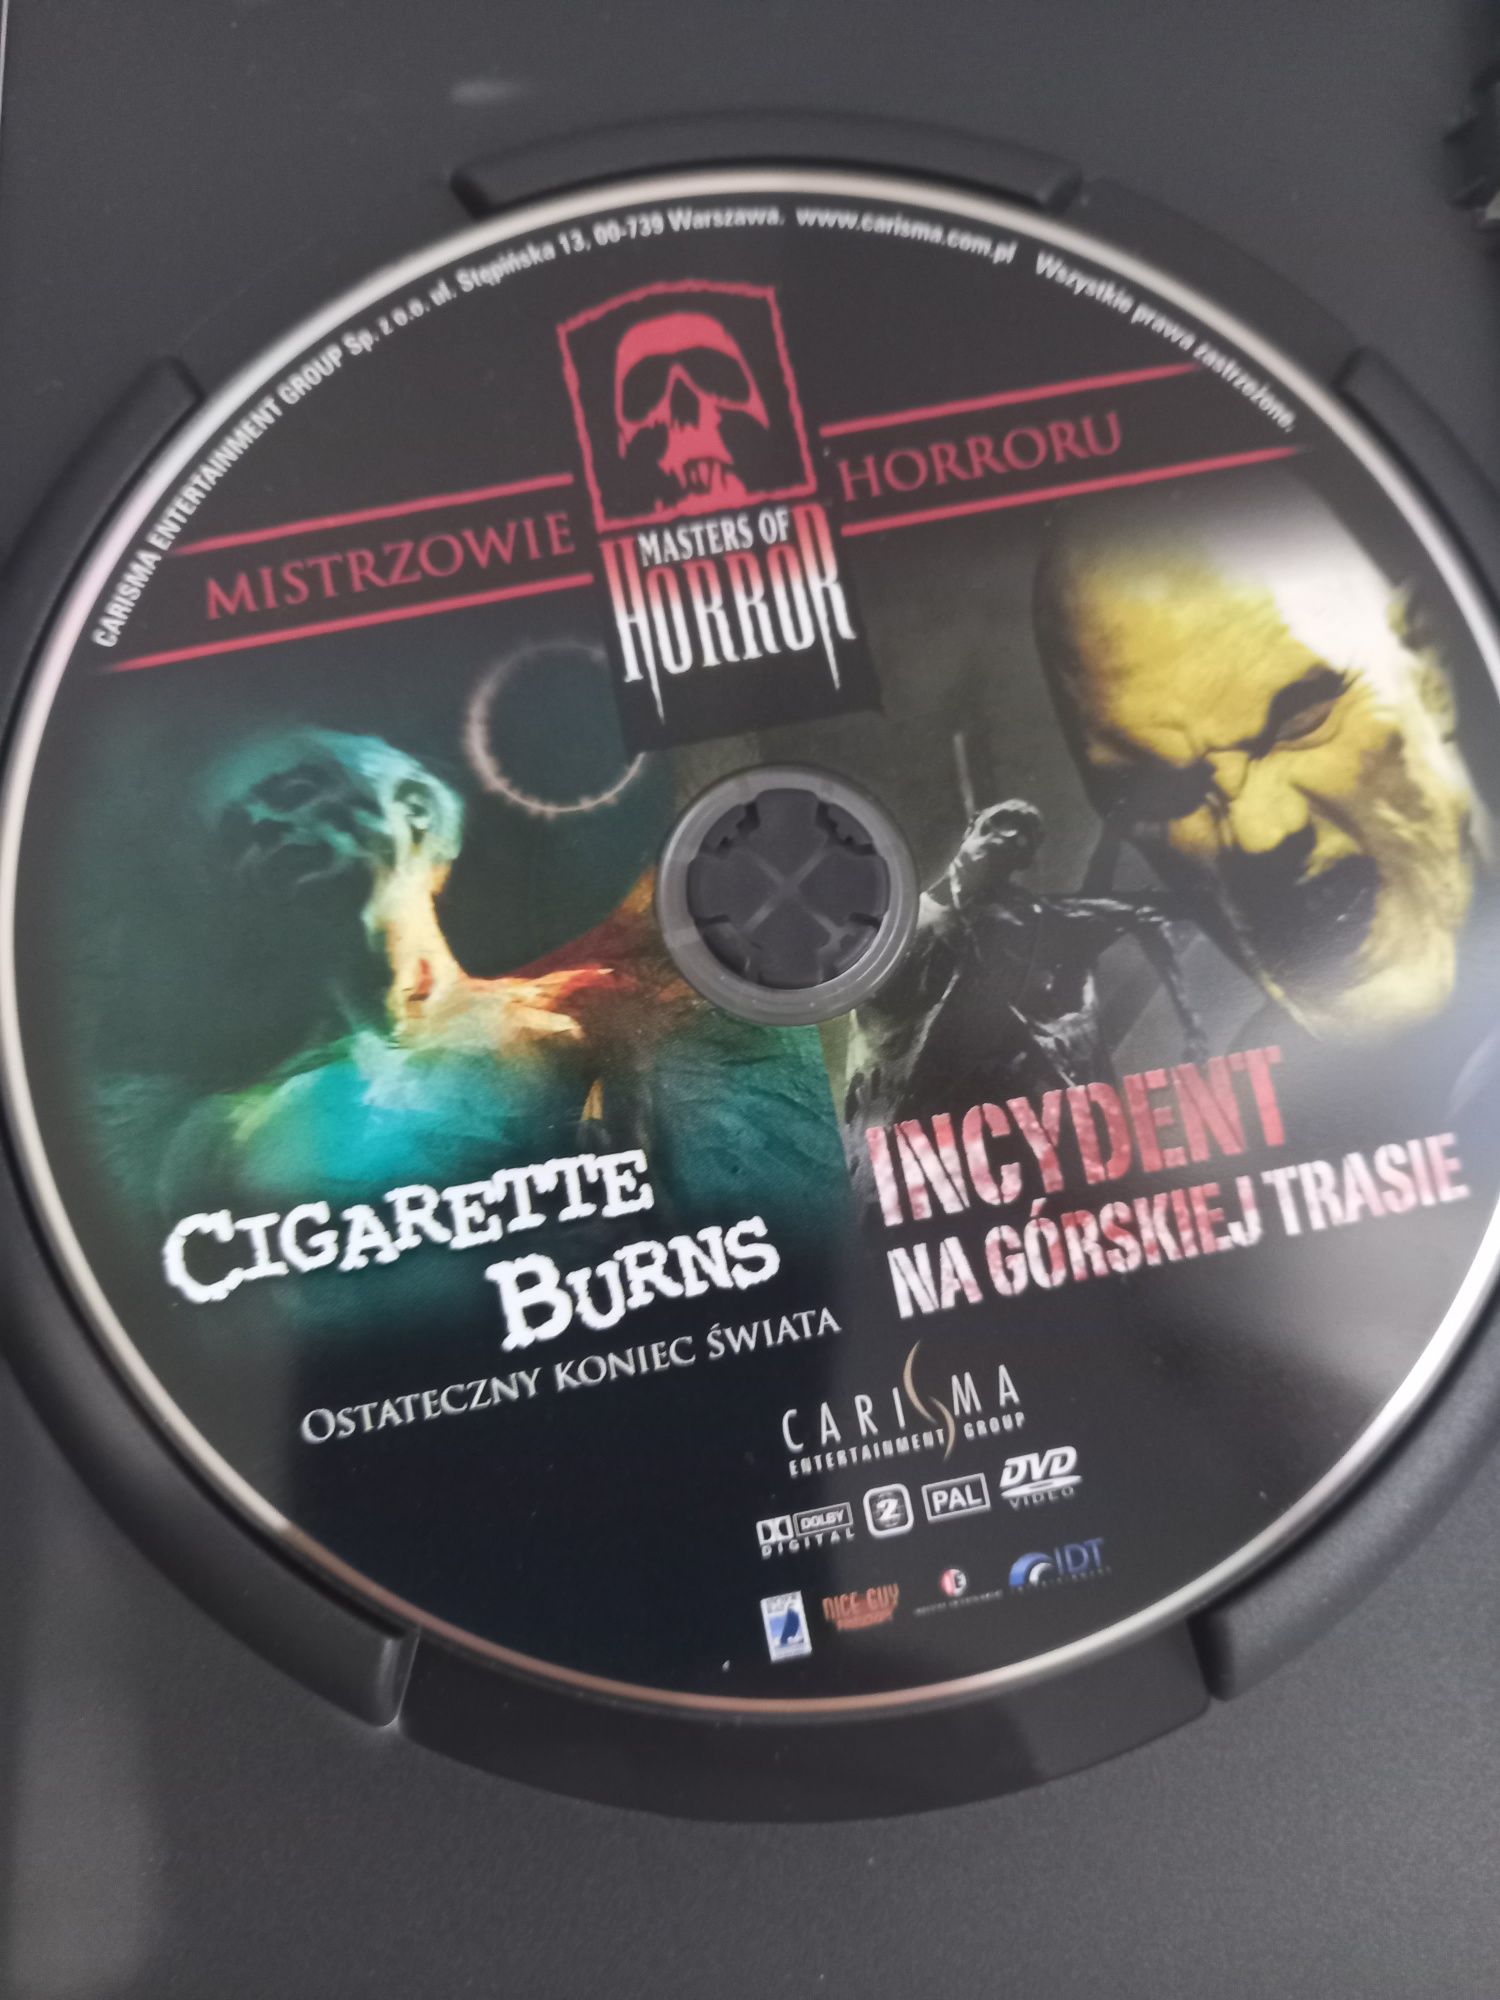 CARISMA ENTERTAINMENT GROUP Sp. z o.o. ul. Stępińska 13, 00-739 Warszawa. www.carisma.com.pl Wszystkie prawa zastrzeżone.
MISTRZOWIE HORRORU
MASTERS OF
HORROR
CIGARETTE
BURNS
OSTATECZNY KONIEC ŚWIATA
INCYDENT
NA GÓRSKIEJ TRASIE
CARISMA
ENTERTAINMENT GROUP
DOLBY
DIGITAL
2
PAL
DVD
VIDEO
NICE GUY
IDT